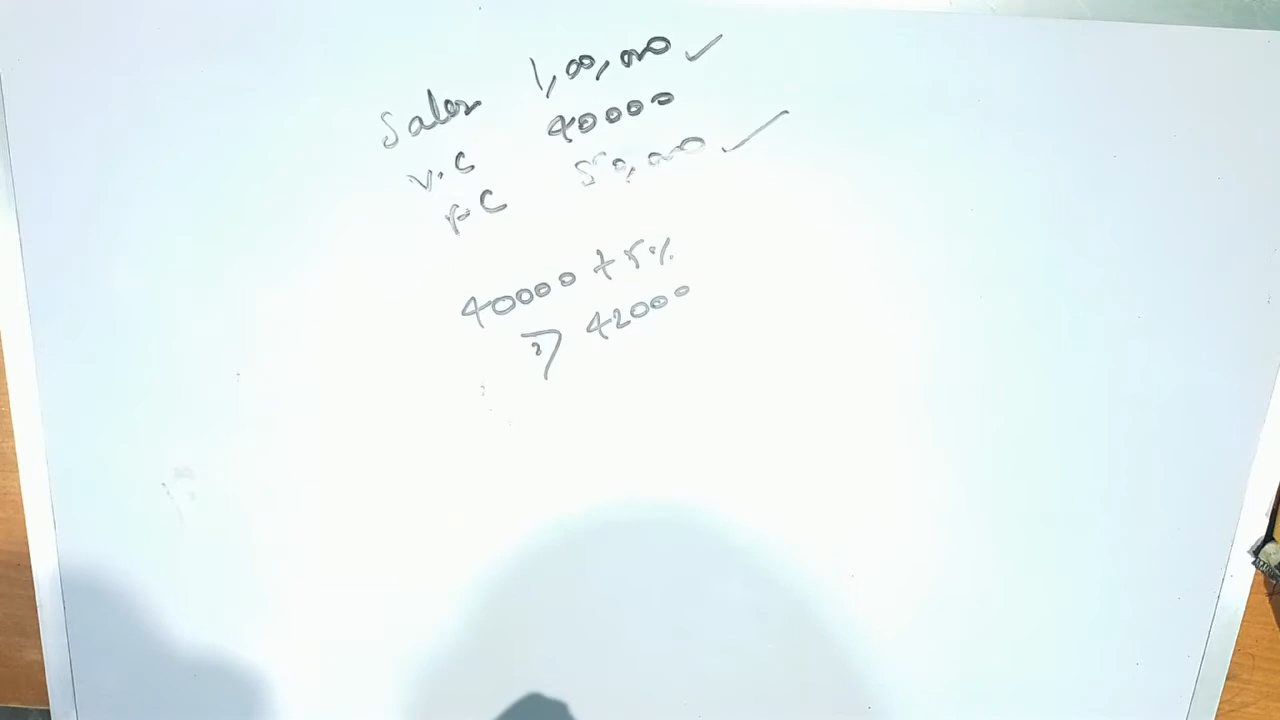 Sales 1,00,000 ✓
V.C 40000
F.C 50,000 ✓
40000 + 5%
⇒ 42000